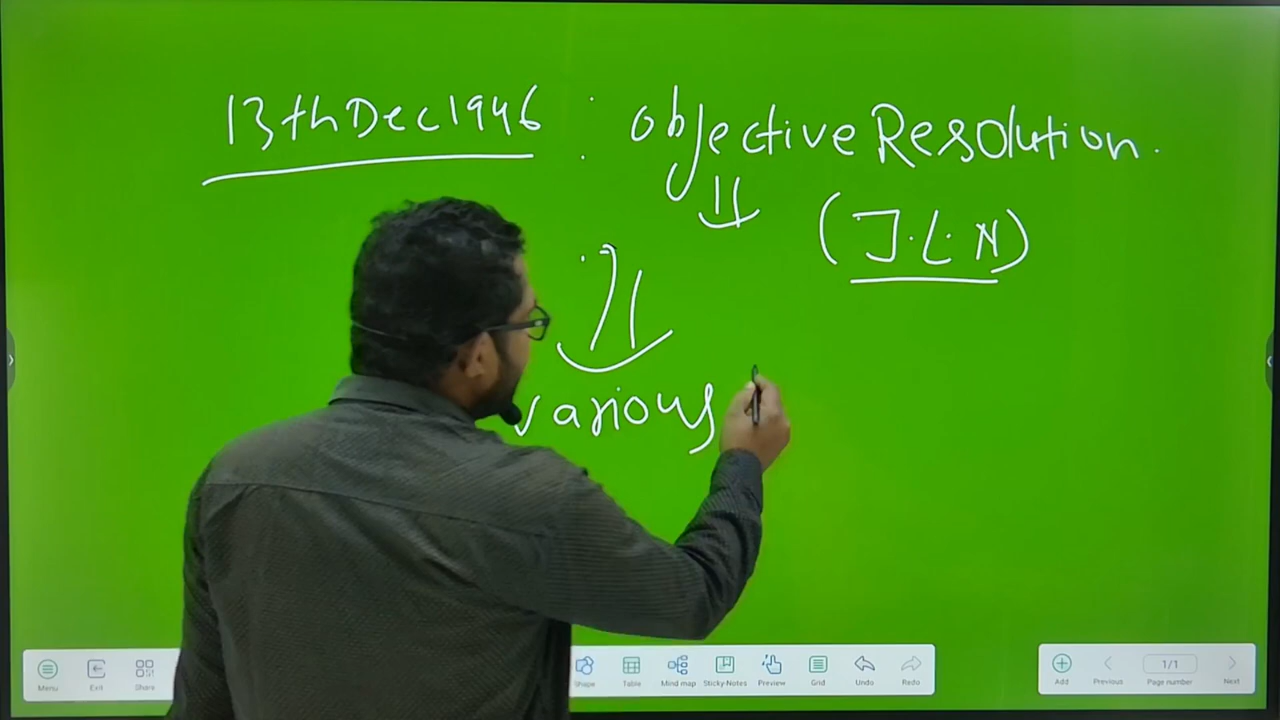 13th Dec 1946 : objective Resolution.
(J.L.N)
various
Menu Exit Share Shape Table Mind map Sticky-Notes Preview Grid Undo Redo Add Previous 1/1 Page number Next